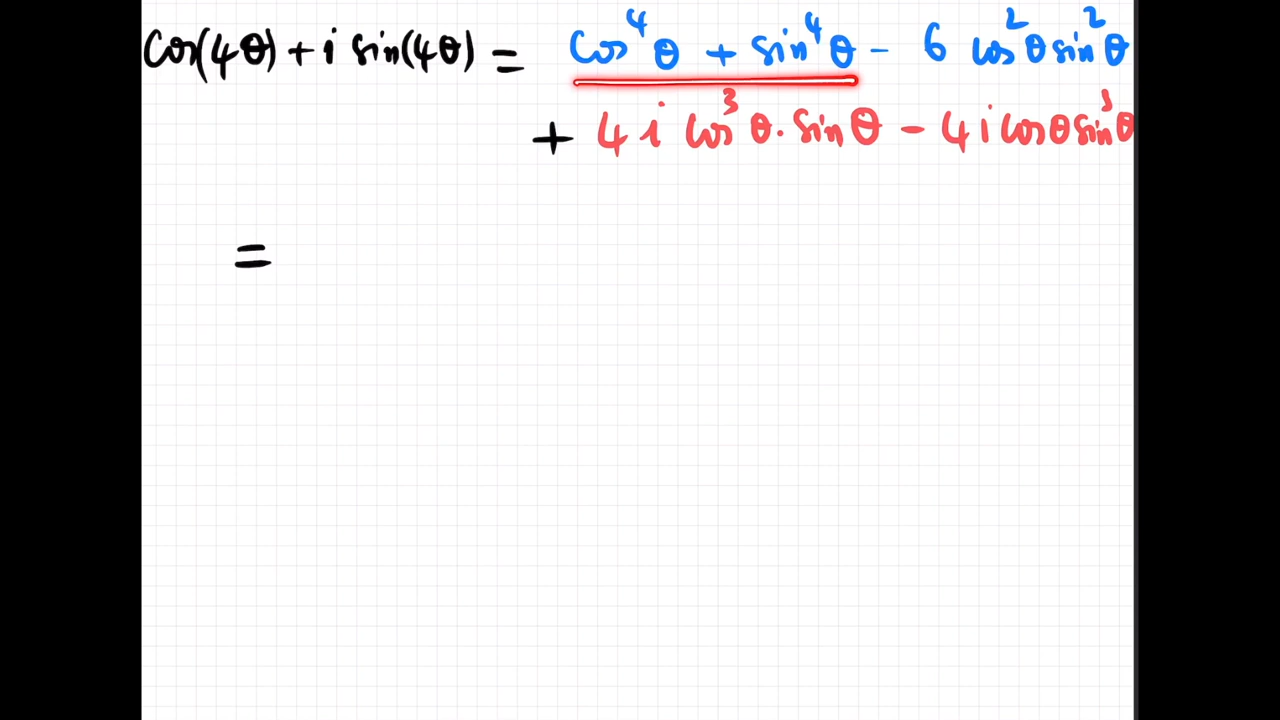 cos(4θ) + i sin(4θ) = cos⁴θ + sin⁴θ - 6 cos²θ sin²θ
+ 4 i cos³θ · sinθ - 4 i cosθ sin³θ
=